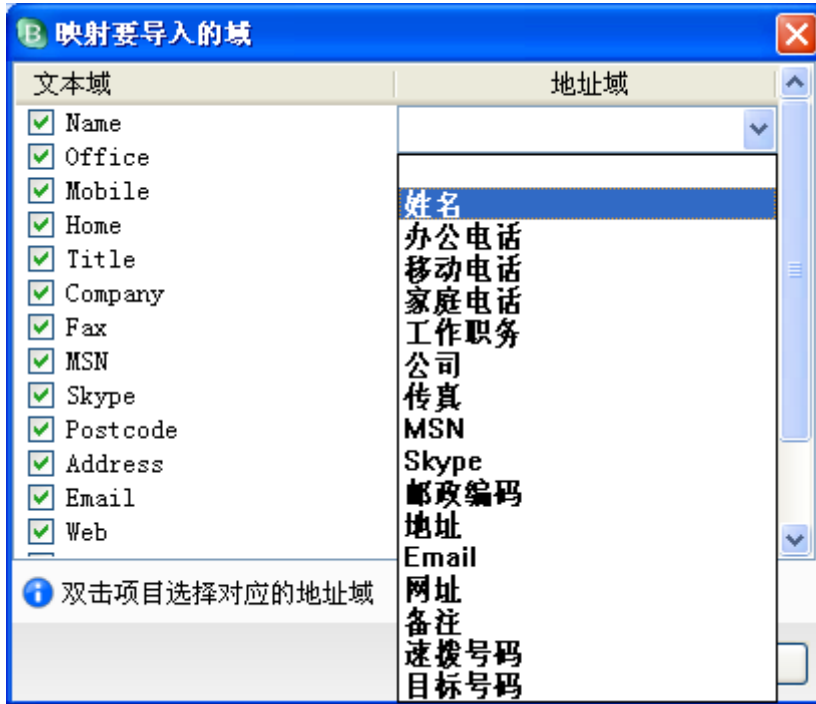 映射要导入的域
文本域 地址域
Name
Office
Mobile
Home
Title
Company
Fax
MSN
Skype
Postcode
Address
Email
Web
姓名
办公电话
移动电话
家庭电话
工作职务
公司
传真
MSN
Skype
邮政编码
地址
Email
网址
备注
速拨号码
目标号码
双击项目选择对应的地址域